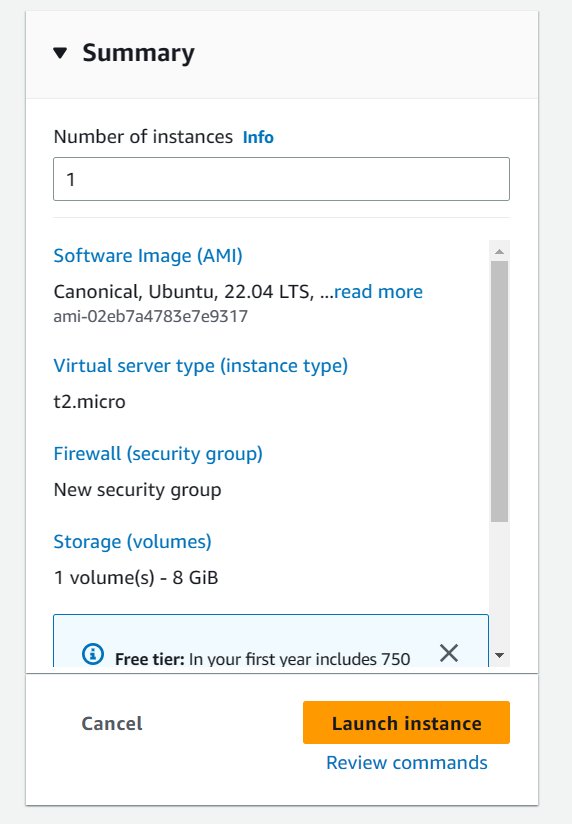 Summary
Number of instances Info
1
Software Image (AMI)
Canonical, Ubuntu, 22.04 LTS, ...read more
ami-02eb7a4783e7e9317
Virtual server type (instance type)
t2.micro
Firewall (security group)
New security group
Storage (volumes)
1 volume(s) - 8 GiB
Free tier: In your first year includes 750
Cancel
Launch instance
Review commands